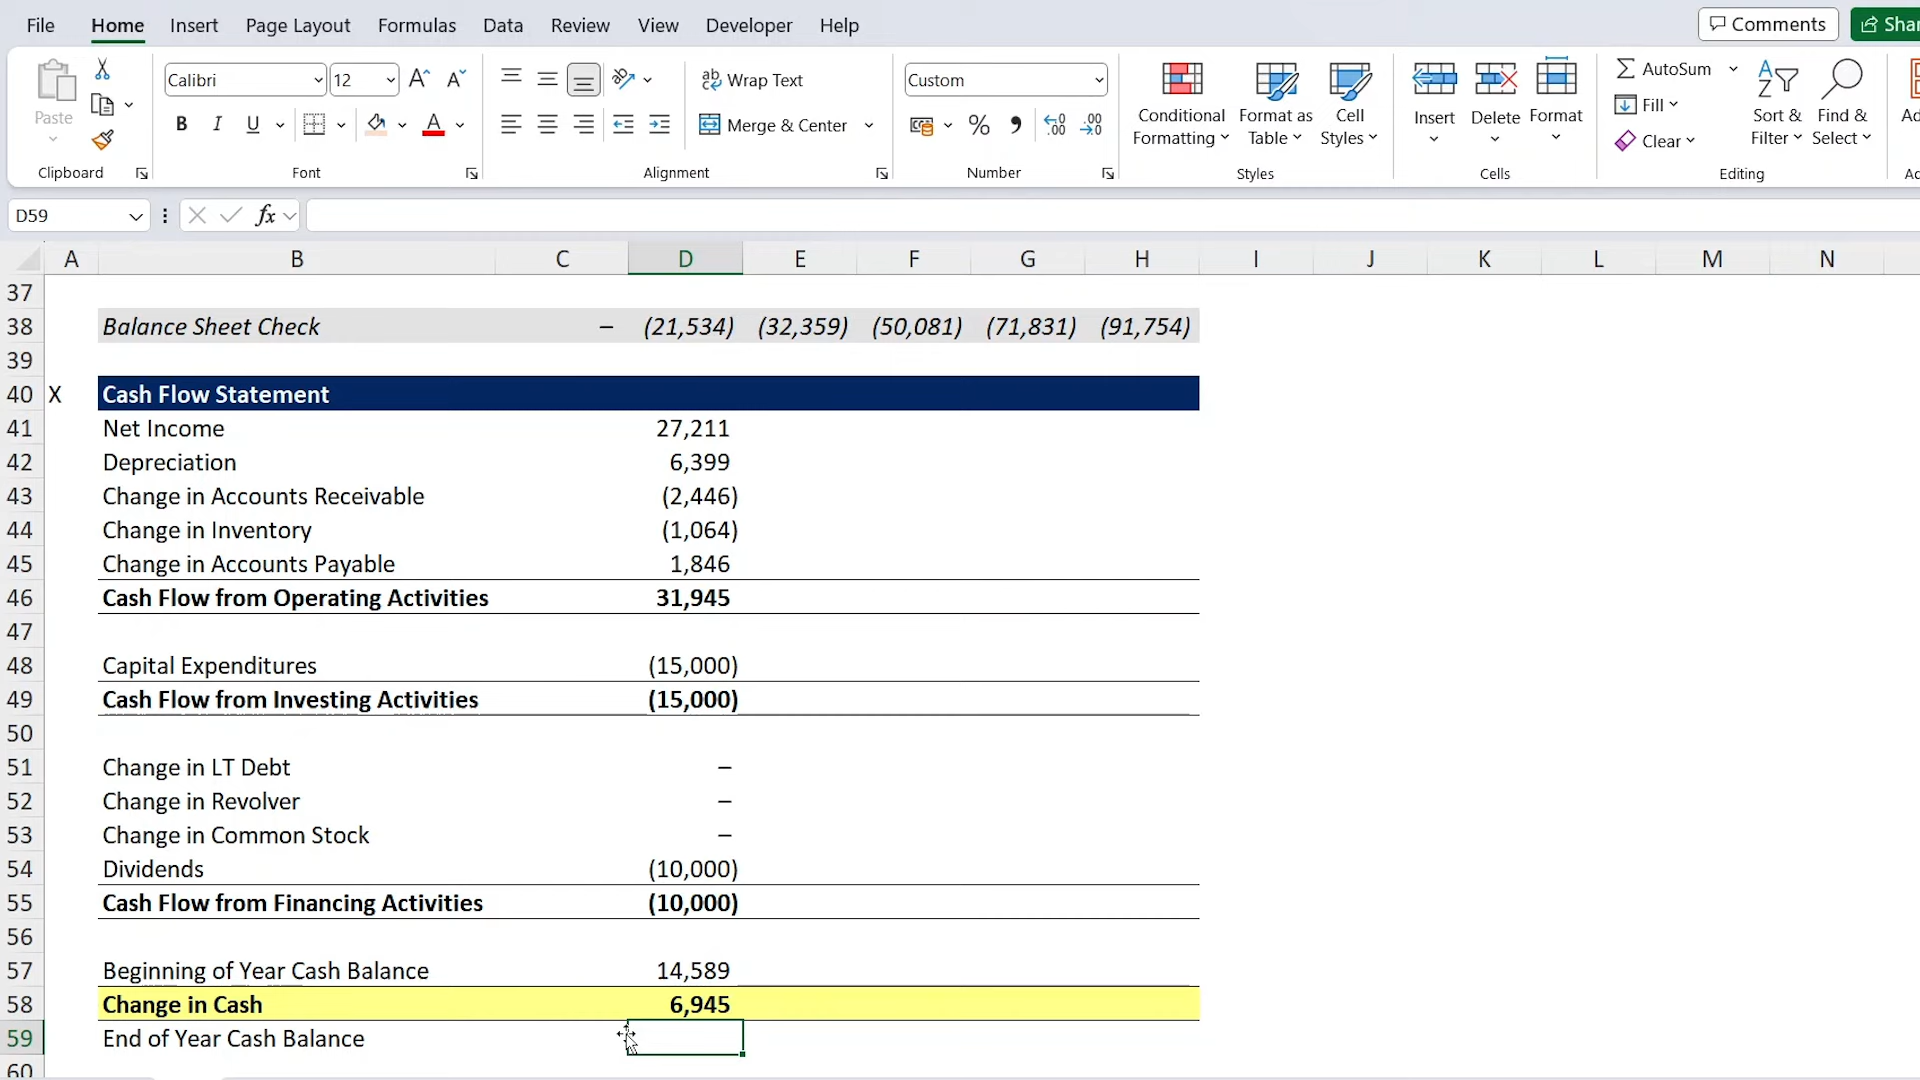 File Home Insert Page Layout Formulas Data Review View Developer Help Comments
Paste
Clipboard
Calibri 12
B I U A
Font
ab Wrap Text
Merge & Center
Alignment
Custom
% .00 .00
Number
Conditional Formatting
Format as Table
Cell Styles
Styles
Insert Delete Format
Cells
AutoSum
Fill
Clear
Sort & Filter
Find & Select
Editing
D59 fx
A B C D E F G H I J K L M N
37
38 Balance Sheet Check – (21,534) (32,359) (50,081) (71,831) (91,754)
39
40 X Cash Flow Statement
41 Net Income 27,211
42 Depreciation 6,399
43 Change in Accounts Receivable (2,446)
44 Change in Inventory (1,064)
45 Change in Accounts Payable 1,846
46 Cash Flow from Operating Activities 31,945
47
48 Capital Expenditures (15,000)
49 Cash Flow from Investing Activities (15,000)
50
51 Change in LT Debt –
52 Change in Revolver –
53 Change in Common Stock –
54 Dividends (10,000)
55 Cash Flow from Financing Activities (10,000)
56
57 Beginning of Year Cash Balance 14,589
58 Change in Cash 6,945
59 End of Year Cash Balance
60